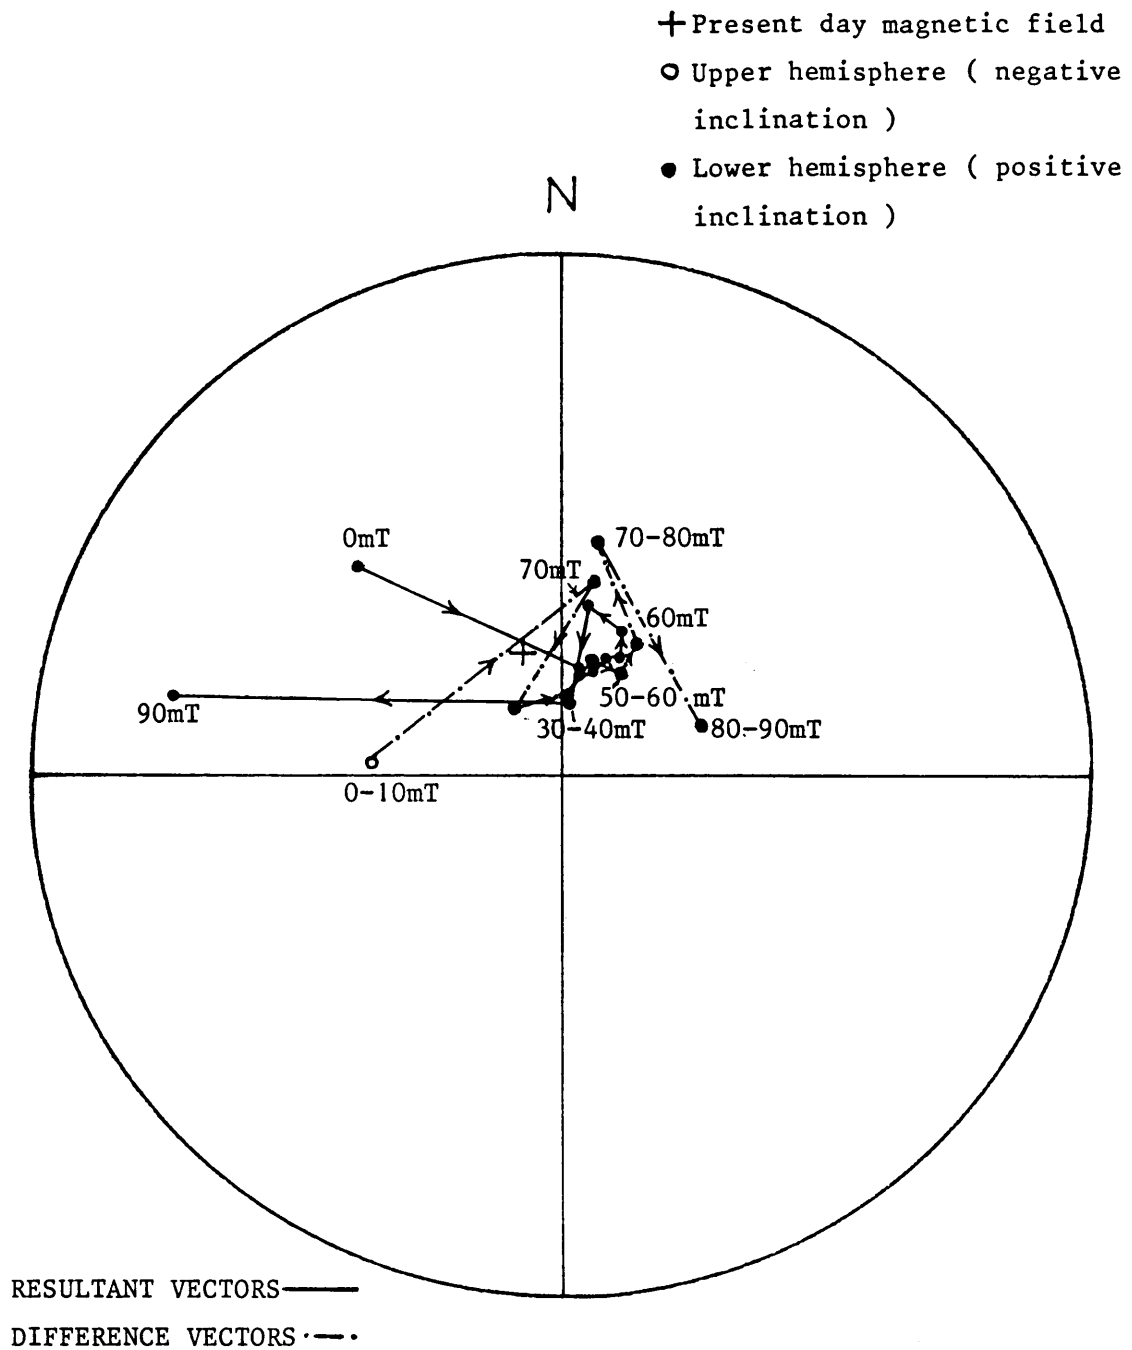 + Present day magnetic field
o Upper hemisphere ( negative
inclination )
● Lower hemisphere ( positive
inclination )
N
0mT
70-80mT
70mT
60mT
50-60 mT
90mT
30-40mT
80-90mT
0-10mT
RESULTANT VECTORS
DIFFERENCE VECTORS